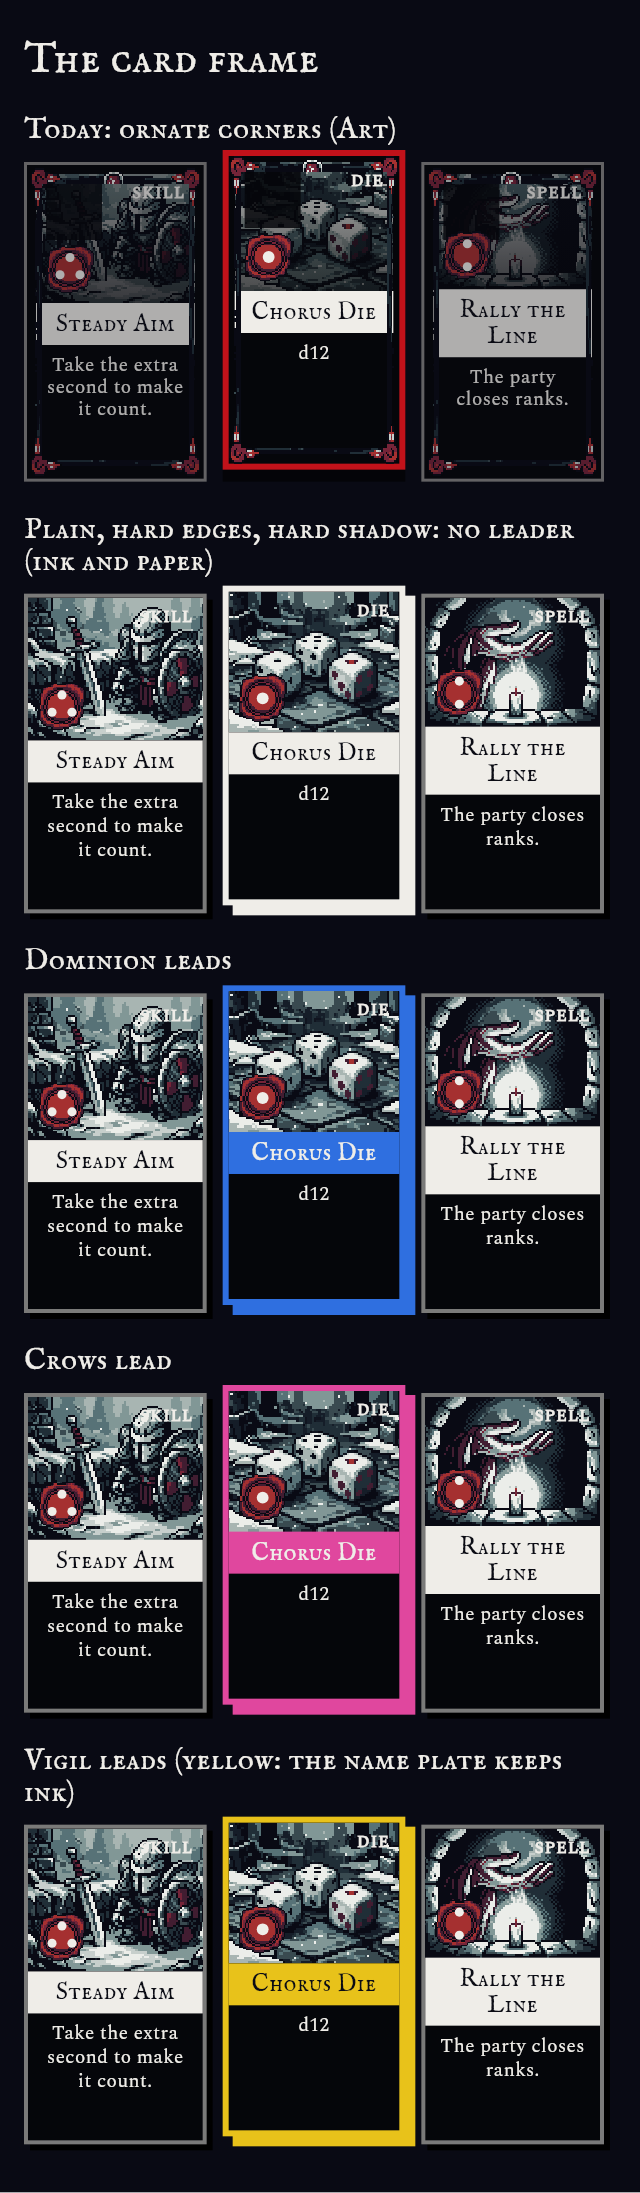 The card frame
Today: ornate corners (Art)
SKILL
Steady Aim
Take the extra
second to make
it count.
DIE
Chorus Die
d12
SPELL
Rally the
Line
The party
closes ranks.
Plain, hard edges, hard shadow: no leader
(ink and paper)
SKILL
Steady Aim
Take the extra
second to make
it count.
DIE
Chorus Die
d12
SPELL
Rally the
Line
The party closes
ranks.
Dominion leads
SKILL
Steady Aim
Take the extra
second to make
it count.
DIE
Chorus Die
d12
SPELL
Rally the
Line
The party closes
ranks.
Crows lead
SKILL
Steady Aim
Take the extra
second to make
it count.
DIE
Chorus Die
d12
SPELL
Rally the
Line
The party closes
ranks.
Vigil leads (yellow: the name plate keeps
ink)
SKILL
Steady Aim
Take the extra
second to make
it count.
DIE
Chorus Die
d12
SPELL
Rally the
Line
The party closes
ranks.